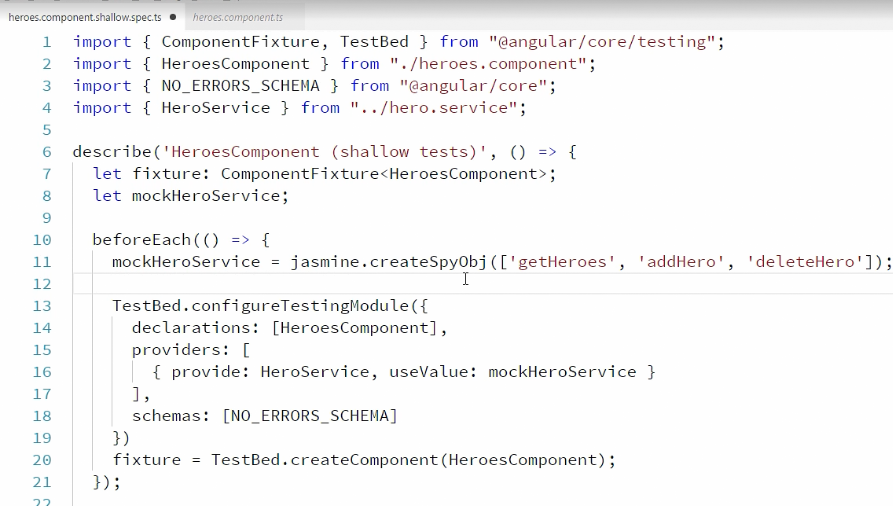 heroes.component.shallow.spec.ts ● heroes.component.ts
1 import { ComponentFixture, TestBed } from "@angular/core/testing";
2 import { HeroesComponent } from "./heroes.component";
3 import { NO_ERRORS_SCHEMA } from "@angular/core";
4 import { HeroService } from "../hero.service";
5
6 describe('HeroesComponent (shallow tests)', () => {
7 let fixture: ComponentFixture<HeroesComponent>;
8 let mockHeroService;
9
10 beforeEach(() => {
11 mockHeroService = jasmine.createSpyObj(['getHeroes', 'addHero', 'deleteHero']);
12
13 TestBed.configureTestingModule({
14 declarations: [HeroesComponent],
15 providers: [
16 { provide: HeroService, useValue: mockHeroService }
17 ],
18 schemas: [NO_ERRORS_SCHEMA]
19 })
20 fixture = TestBed.createComponent(HeroesComponent);
21 });
22